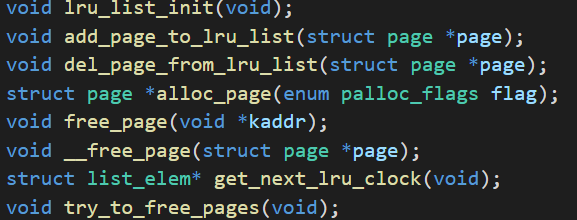 void lru_list_init(void);
void add_page_to_lru_list(struct page *page);
void del_page_from_lru_list(struct page *page);
struct page *alloc_page(enum palloc_flags flag);
void free_page(void *kaddr);
void __free_page(struct page *page);
struct list_elem* get_next_lru_clock(void);
void try_to_free_pages(void);